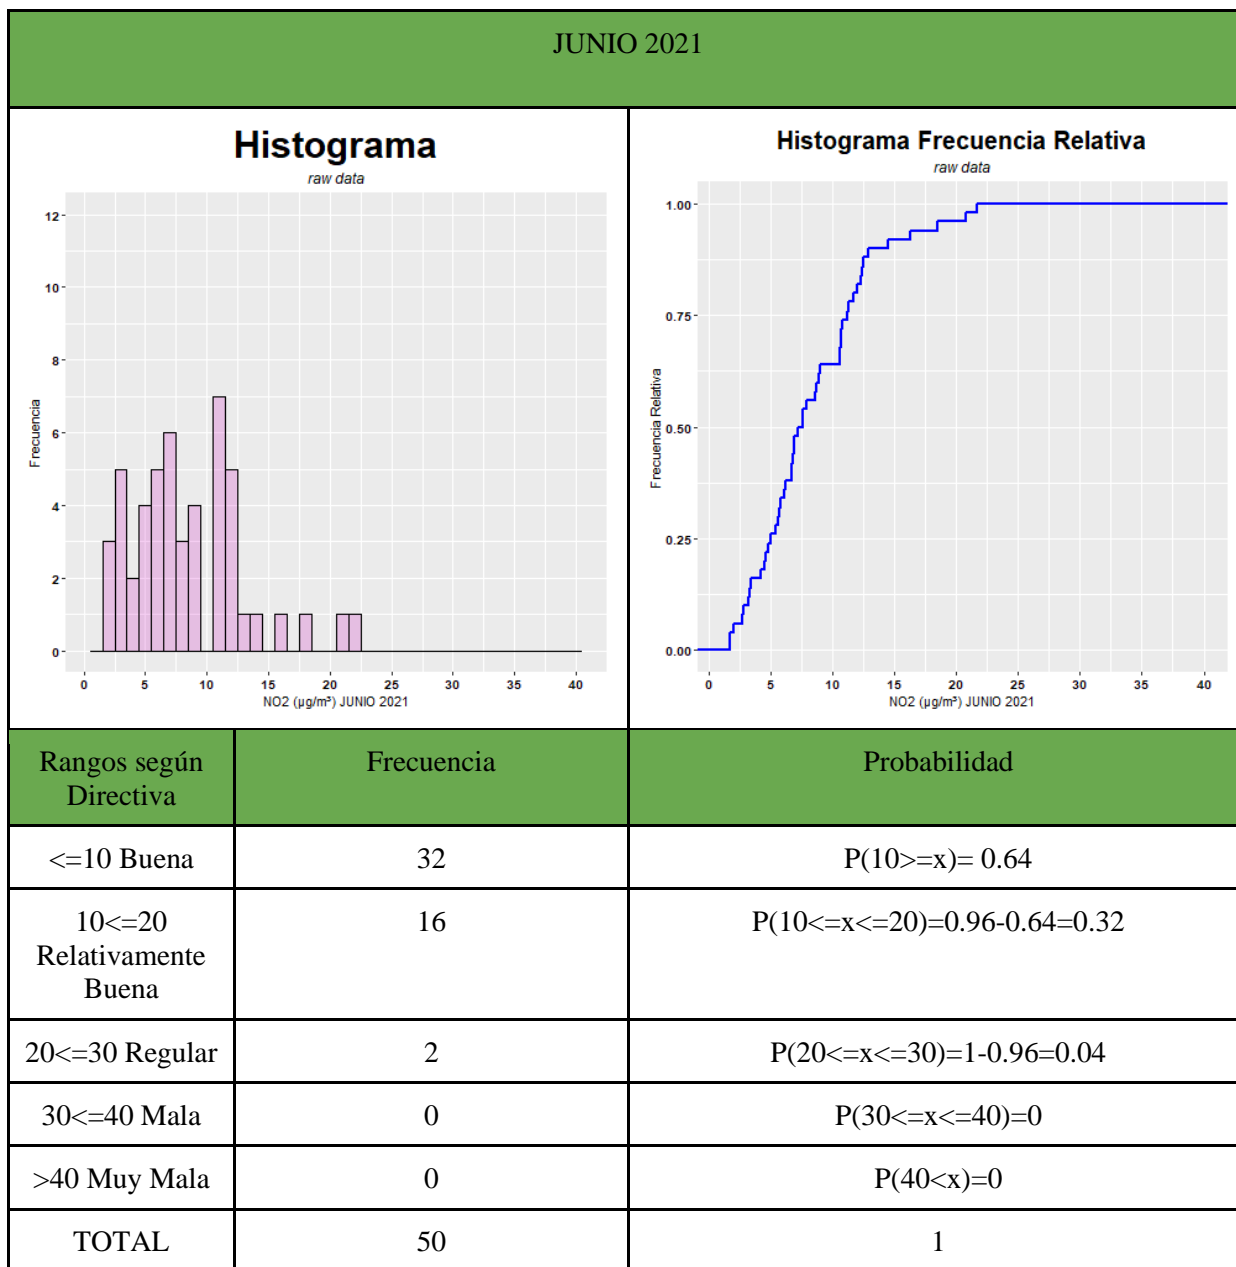 JUNIO 2021
Histograma
raw data
12
10
8
6
4
2
0
Frecuencia
0 5 10 15 20 25 30 35 40
NO2 (µg/m³) JUNIO 2021
Histograma Frecuencia Relativa
raw data
1.00
0.75
0.50
0.25
0.00
Frecuencia Relativa
0 5 10 15 20 25 30 35 40
NO2 (µg/m³) JUNIO 2021
Rangos según
Directiva
Frecuencia
Probabilidad
<=10 Buena
32
P(10>=x)= 0.64
10<=20
Relativamente
Buena
16
P(10<=x<=20)=0.96-0.64=0.32
20<=30 Regular
2
P(20<=x<=30)=1-0.96=0.04
30<=40 Mala
0
P(30<=x<=40)=0
>40 Muy Mala
0
P(40<x)=0
TOTAL
50
1